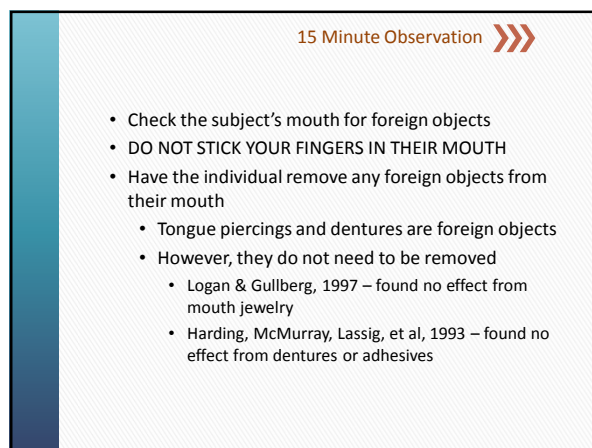 15 Minute Observation
• Check the subject's mouth for foreign objects
• DO NOT STICK YOUR FINGERS IN THEIR MOUTH
• Have the individual remove any foreign objects from
their mouth
• Tongue piercings and dentures are foreign objects
• However, they do not need to be removed
• Logan & Gullberg, 1997 – found no effect from
mouth jewelry
• Harding, McMurray, Lassig, et al, 1993 – found no
effect from dentures or adhesives